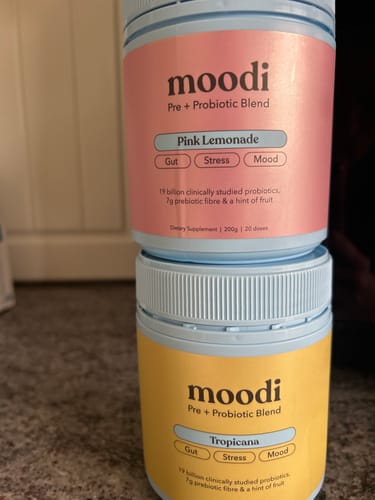 moodi
Pre + Probiotic Blend
Pink Lemonade
Gut Stress Mood
19 billion clinically studied probiotics,
7g prebiotic fibre & a hint of fruit
Dietary Supplement | 200g | 20 doses
moodi
Pre + Probiotic Blend
Tropicana
Gut Stress Mood
19 billion clinically studied probiotics,
7g prebiotic fibre & a hint of fruit